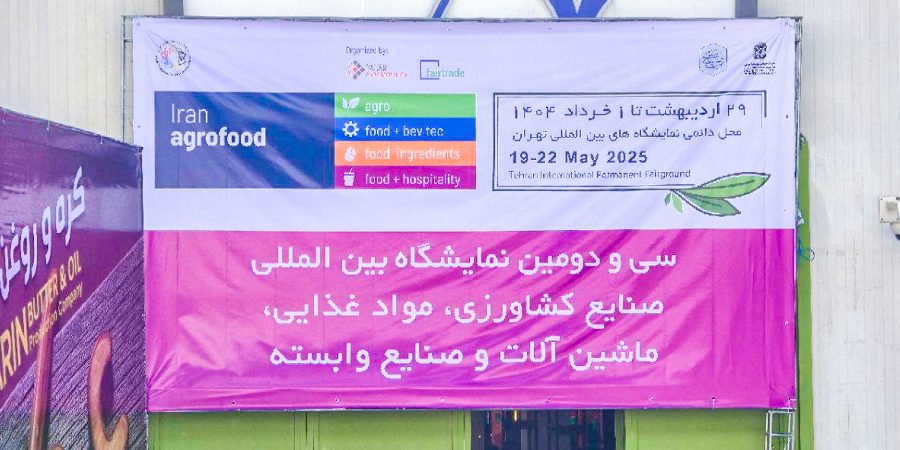 Organized by:
fairtrade
Iran
agrofood
agro
food + bev tec
food ingredients
food + hospitality
۲۹ اردیبهشت تا ۱ خرداد ۱۴۰۴
محل دائمی نمایشگاه های بین المللی تهران
19-22 May 2025
Tehran International Permanent Fairground
سی و دومین نمایشگاه بین المللی
صنایع کشاورزی، مواد غذایی،
ماشین آلات و صنایع وابسته
کره و روغن
BUTTER & OIL
Production Company